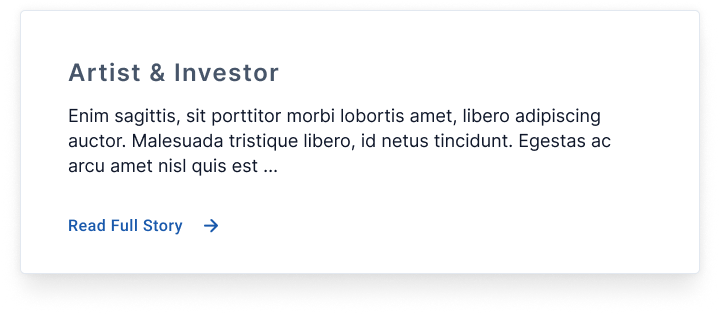 Artist & Investor
Enim sagittis, sit porttitor morbi lobortis amet, libero adipiscing
auctor. Malesuada tristique libero, id netus tincidunt. Egestas ac
arcu amet nisl quis est ...
Read Full Story →